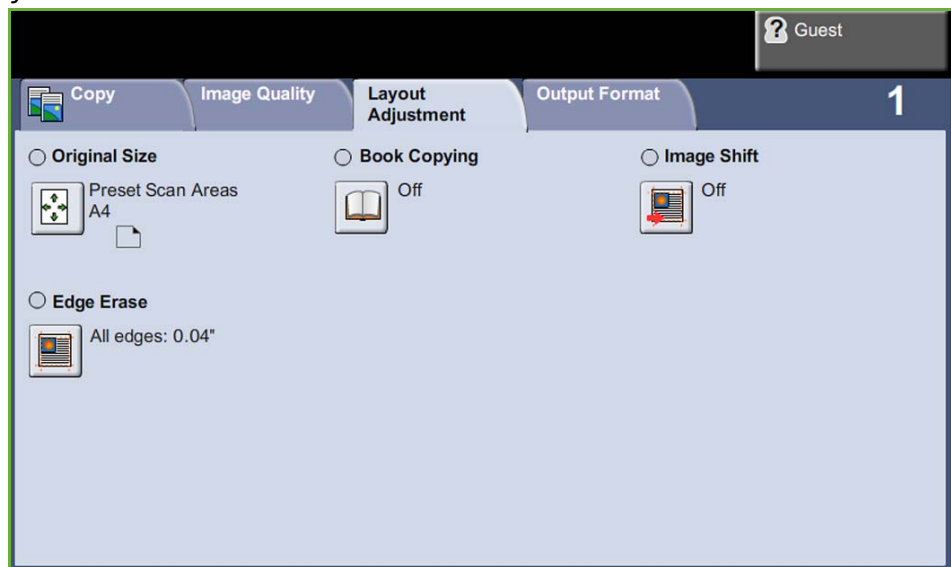 Guest
Copy
Image Quality
Layout
Adjustment
Output Format
1
Original Size
Preset Scan Areas
A4
Book Copying
Off
Image Shift
Off
Edge Erase
All edges: 0.04"